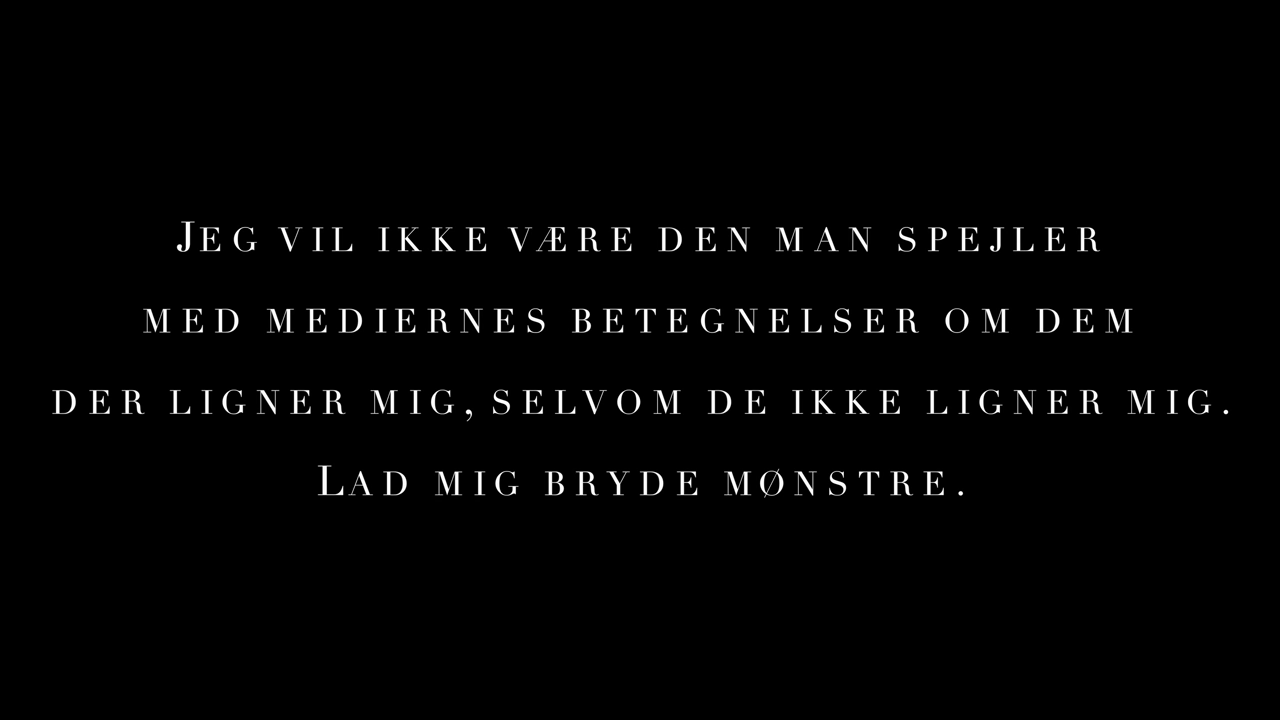 Jeg vil ikke være den man spejler
med mediernes betegnelser om dem
der ligner mig, selvom de ikke ligner mig.
Lad mig bryde mønstre.